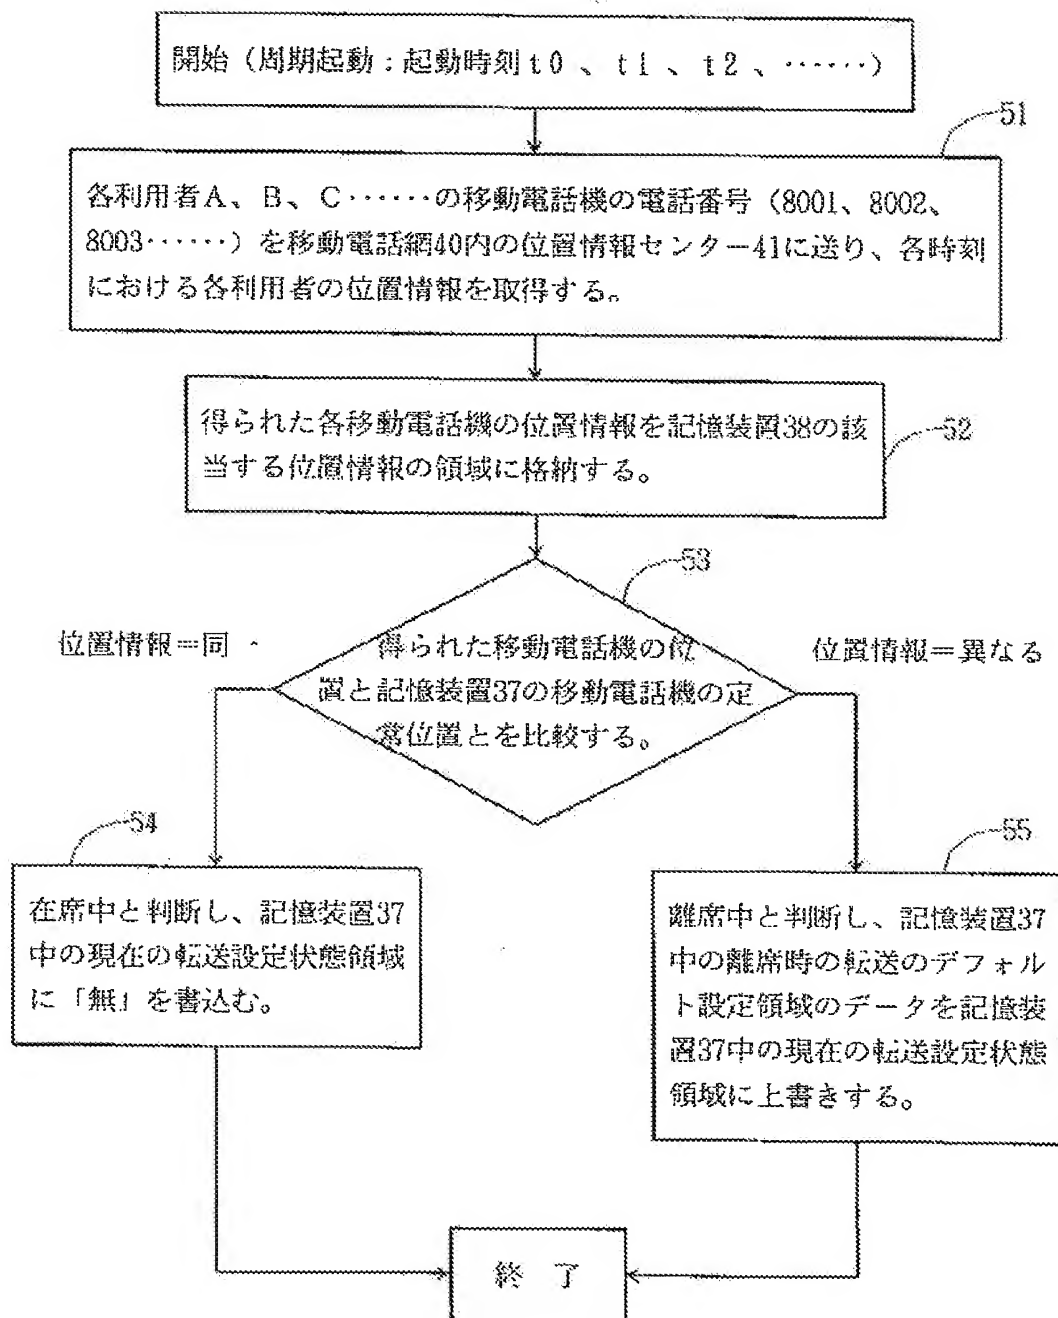 開始（周期起動：起動時刻t0、t1、t2、……）
51
各利用者A、B、C……の移動電話機の電話番号（8001、8002、
8003……）を移動電話網40内の位置情報センター41に送り、各時刻
における各利用者の位置情報を取得する。
得られた各移動電話機の位置情報を記憶装置38の該
当する位置情報の領域に格納する。
52
53
位置情報＝同
得られた移動電話機の位
置と記憶装置37の移動電話機の定
常位置とを比較する。
位置情報＝異なる
54
在席中と判断し、記憶装置37
中の現在の転送設定状態領域
に「無」を書込む。
55
離席中と判断し、記憶装置37
中の離席時の転送のデフォル
ト設定領域のデータを記憶装
置37中の現在の転送設定状態
領域に上書きする。
終 了